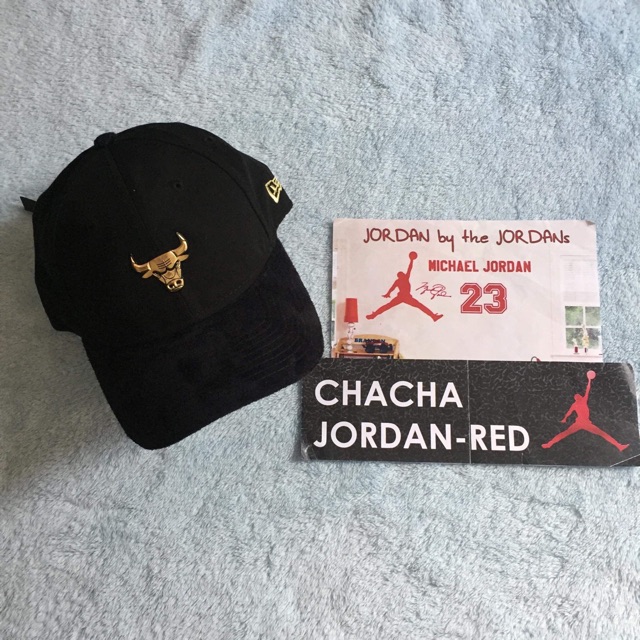 JORDAN by the JORDANs
MICHAEL JORDAN
23
CHACHA
JORDAN-RED